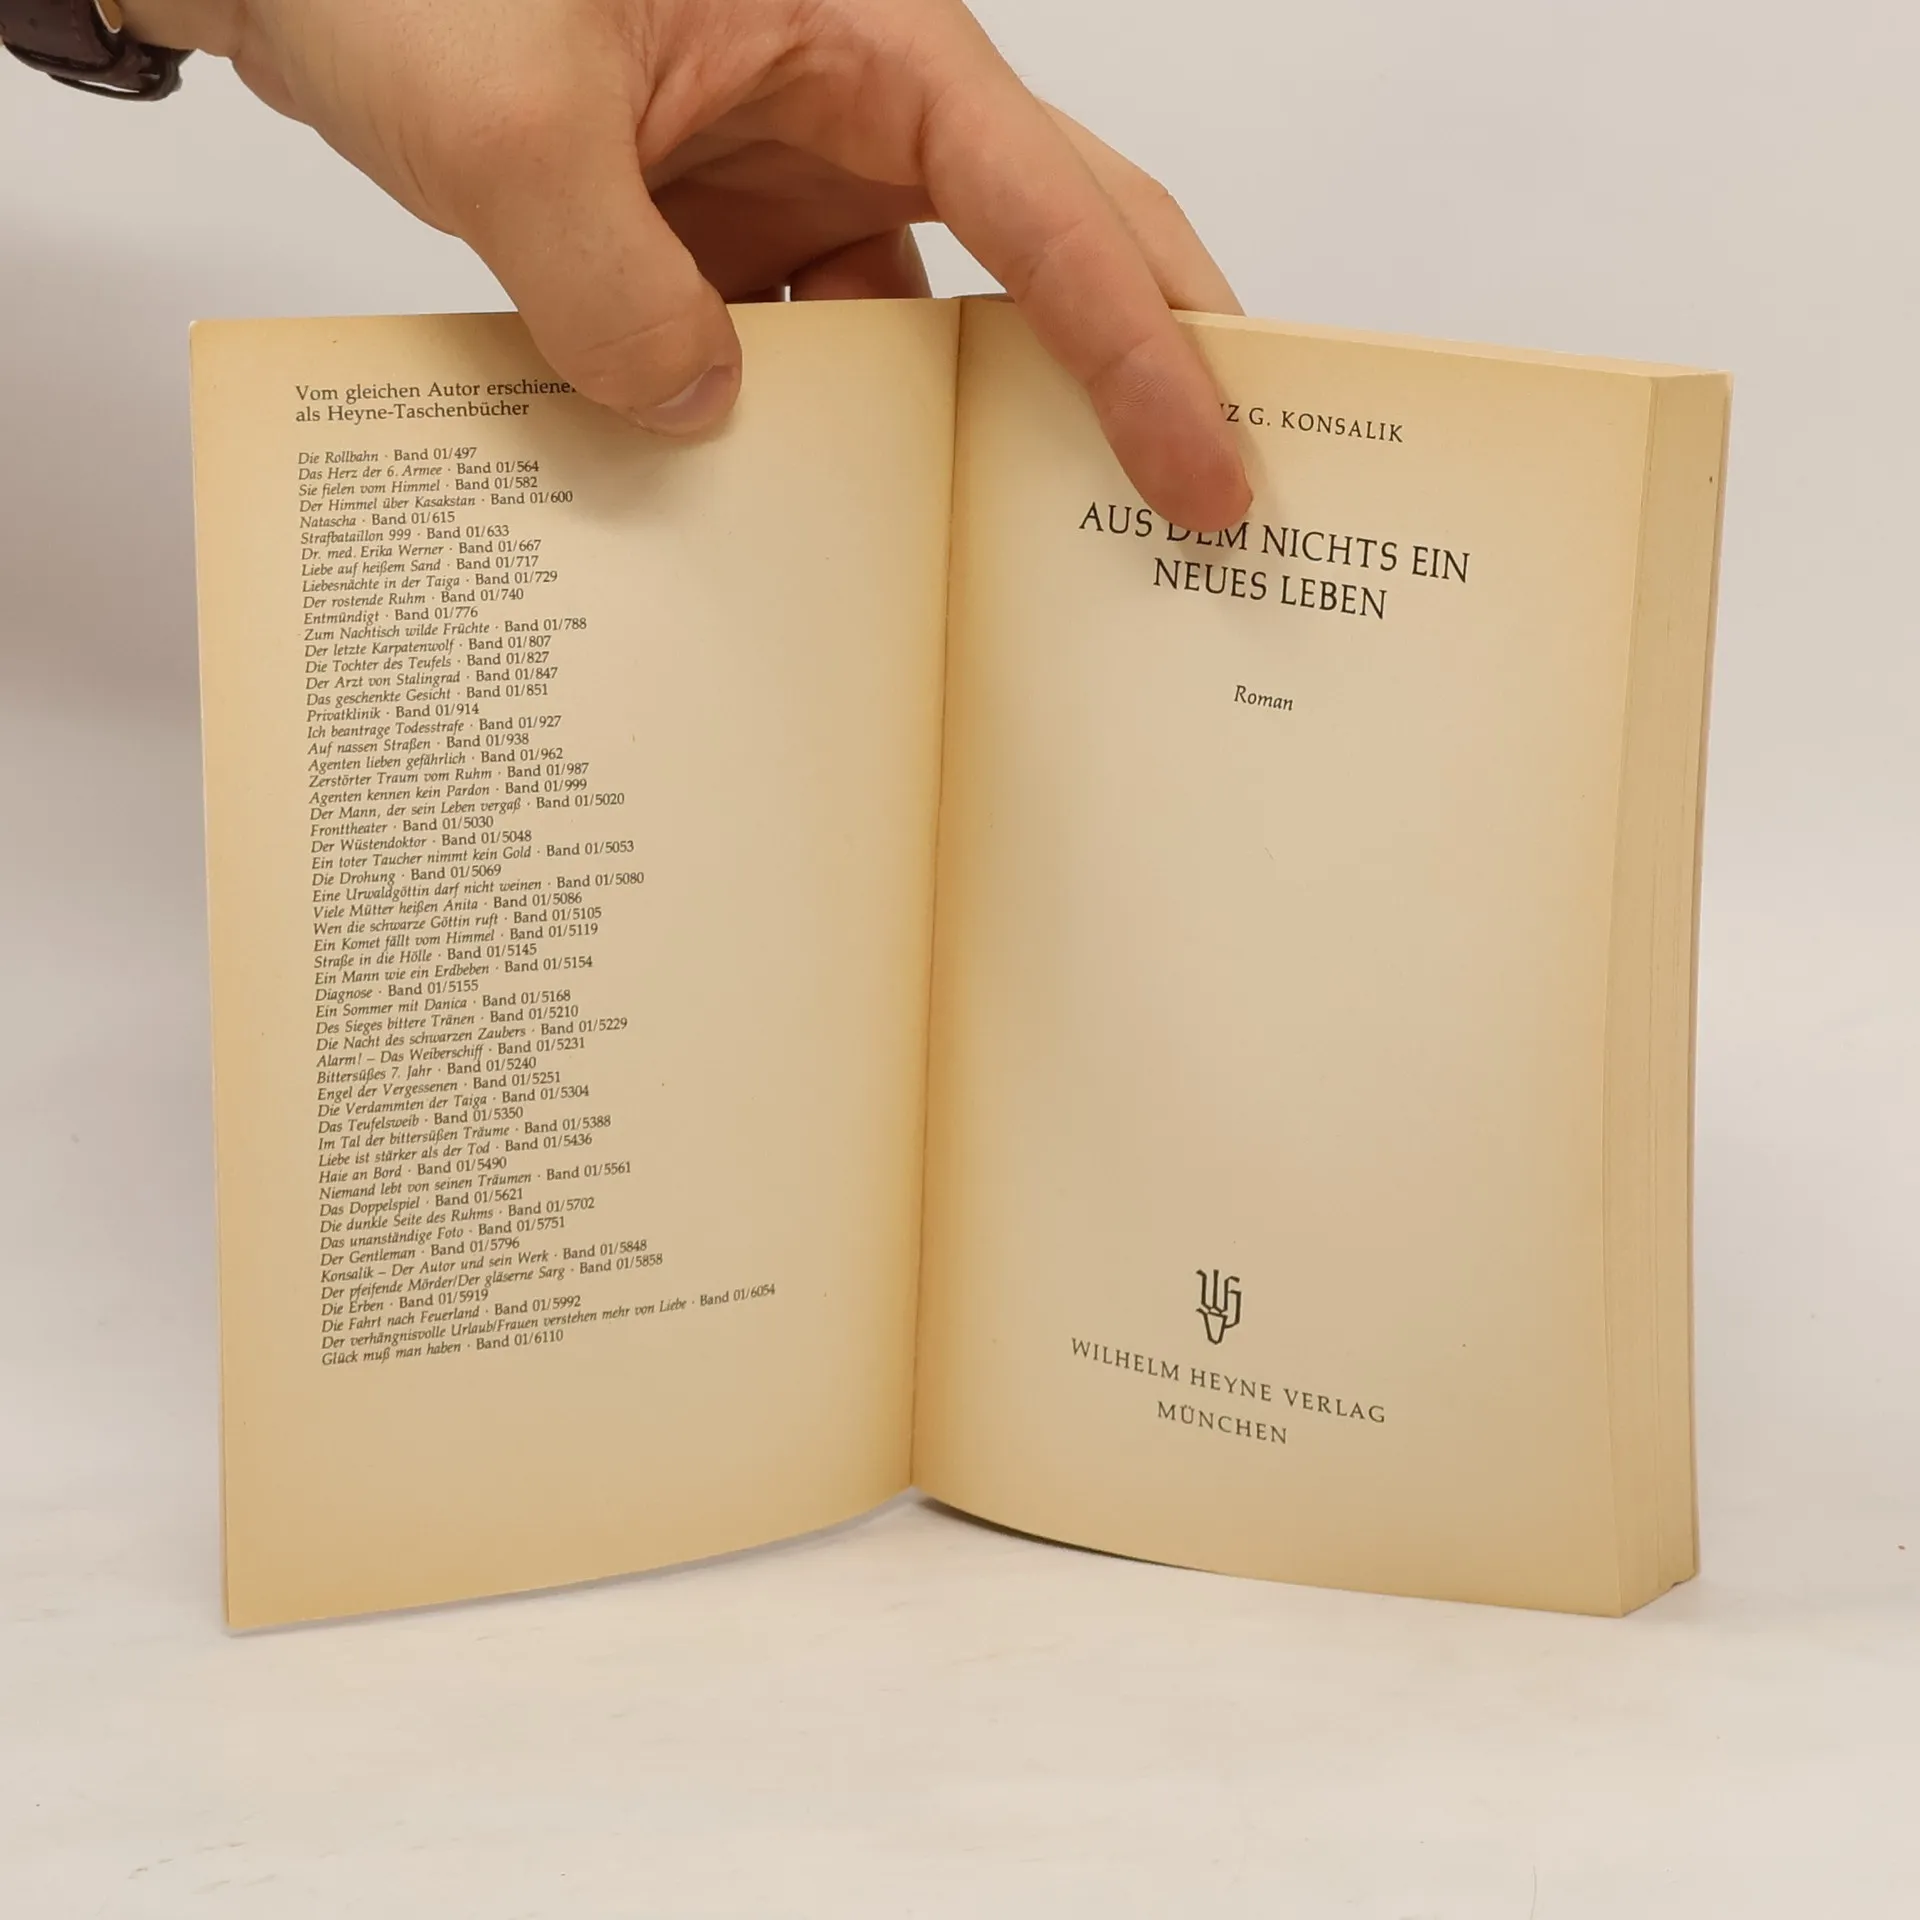 Vom gleichen Autor erschienen
als Heyne-Taschenbücher
Die Rollbahn · Band 01/497
Das Herz der 6. Armee · Band 01/564
Sie fielen vom Himmel · Band 01/582
Der Himmel über Kasakstan · Band 01/600
Natascha · Band 01/615
Strafbataillon 999 · Band 01/633
Dr. med. Erika Werner · Band 01/667
Liebe auf heißem Sand · Band 01/717
Liebesnächte in der Taiga · Band 01/729
Der rostende Ruhm · Band 01/740
Entmündigt · Band 01/776
Zum Nachtisch wilde Früchte · Band 01/788
Der letzte Karpatenwolf · Band 01/807
Die Tochter des Teufels · Band 01/827
Der Arzt von Stalingrad · Band 01/847
Das geschenkte Gesicht · Band 01/851
Privatklinik · Band 01/914
Ich beantrage Todesstrafe · Band 01/927
Auf nassen Straßen · Band 01/938
Agenten lieben gefährlich · Band 01/962
Zerstörter Traum vom Ruhm · Band 01/987
Agenten kennen kein Pardon · Band 01/999
Der Mann, der sein Leben vergaß · Band 01/5020
Fronttheater · Band 01/5030
Der Wüstendoktor · Band 01/5048
Ein toter Taucher nimmt kein Gold · Band 01/5053
Die Drohung · Band 01/5069
Eine Urwaldgöttin darf nicht weinen · Band 01/5080
Viele Mütter heißen Anita · Band 01/5086
Wen die schwarze Göttin ruft · Band 01/5105
Ein Komet fällt vom Himmel · Band 01/5119
Straße in die Hölle · Band 01/5145
Ein Mann wie ein Erdbeben · Band 01/5154
Diagnose · Band 01/5155
Ein Sommer mit Danica · Band 01/5168
Des Sieges bittere Tränen · Band 01/5210
Die Nacht des schwarzen Zaubers · Band 01/5229
Alarm! – Das Weiberschiff · Band 01/5231
Bittersüßes 7. Jahr · Band 01/5240
Engel der Vergessenen · Band 01/5251
Die Verdammten der Taiga · Band 01/5304
Das Teufelsweib · Band 01/5350
Im Tal der bittersüßen Träume · Band 01/5388
Liebe ist stärker als der Tod · Band 01/5436
Haie an Bord · Band 01/5490
Niemand lebt von seinen Träumen · Band 01/5561
Das Doppelspiel · Band 01/5621
Die dunkle Seite des Ruhms · Band 01/5702
Das unanständige Foto · Band 01/5751
Der Gentleman · Band 01/5796
Konsalik – Der Autor und sein Werk · Band 01/5848
Der pfeifende Mörder/Der gläserne Sarg · Band 01/5858
Die Erben · Band 01/5919
Die Fahrt nach Feuerland · Band 01/5992
Der verhängnisvolle Urlaub/Frauen verstehen mehr von Liebe · Band 01/6054
Glück muß man haben · Band 01/6110
G. KONSALIK
AUS DEM NICHTS EIN
NEUES LEBEN
Roman
WILHELM HEYNE VERLAG
MÜNCHEN